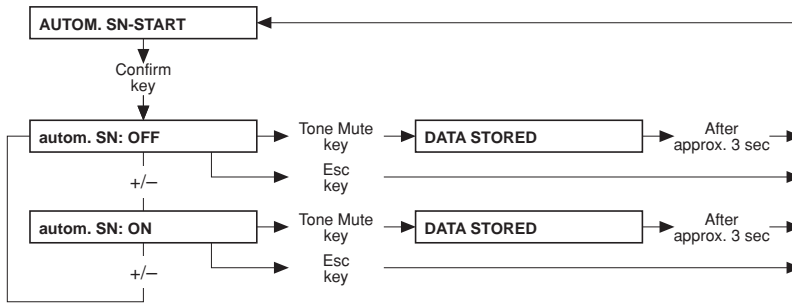 AUTOM. SN-START
Confirm
key
autom. SN: OFF
Tone Mute
key
DATA STORED
After
approx. 3 sec
Esc
key
+/–
autom. SN: ON
Tone Mute
key
DATA STORED
After
approx. 3 sec
Esc
key
+/–